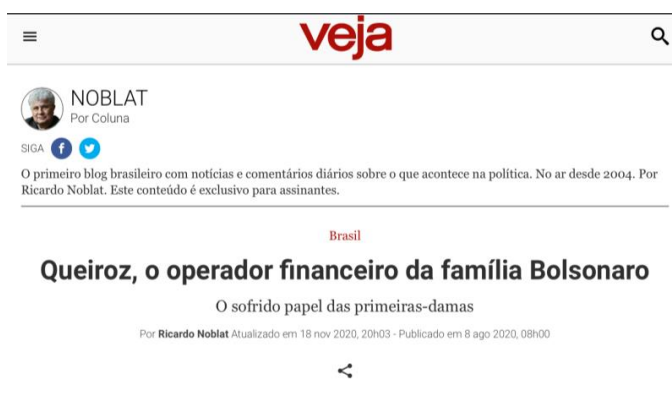 veja
NOBLAT
Por Coluna
SIGA
O primeiro blog brasileiro com notícias e comentários diários sobre o que acontece na política. No ar desde 2004. Por
Ricardo Noblat. Este conteúdo é exclusivo para assinantes.
Brasil
Queiroz, o operador financeiro da família Bolsonaro
O sofrido papel das primeiras-damas
Por Ricardo Noblat Atualizado em 18 nov 2020, 20h03 - Publicado em 8 ago 2020, 08h00